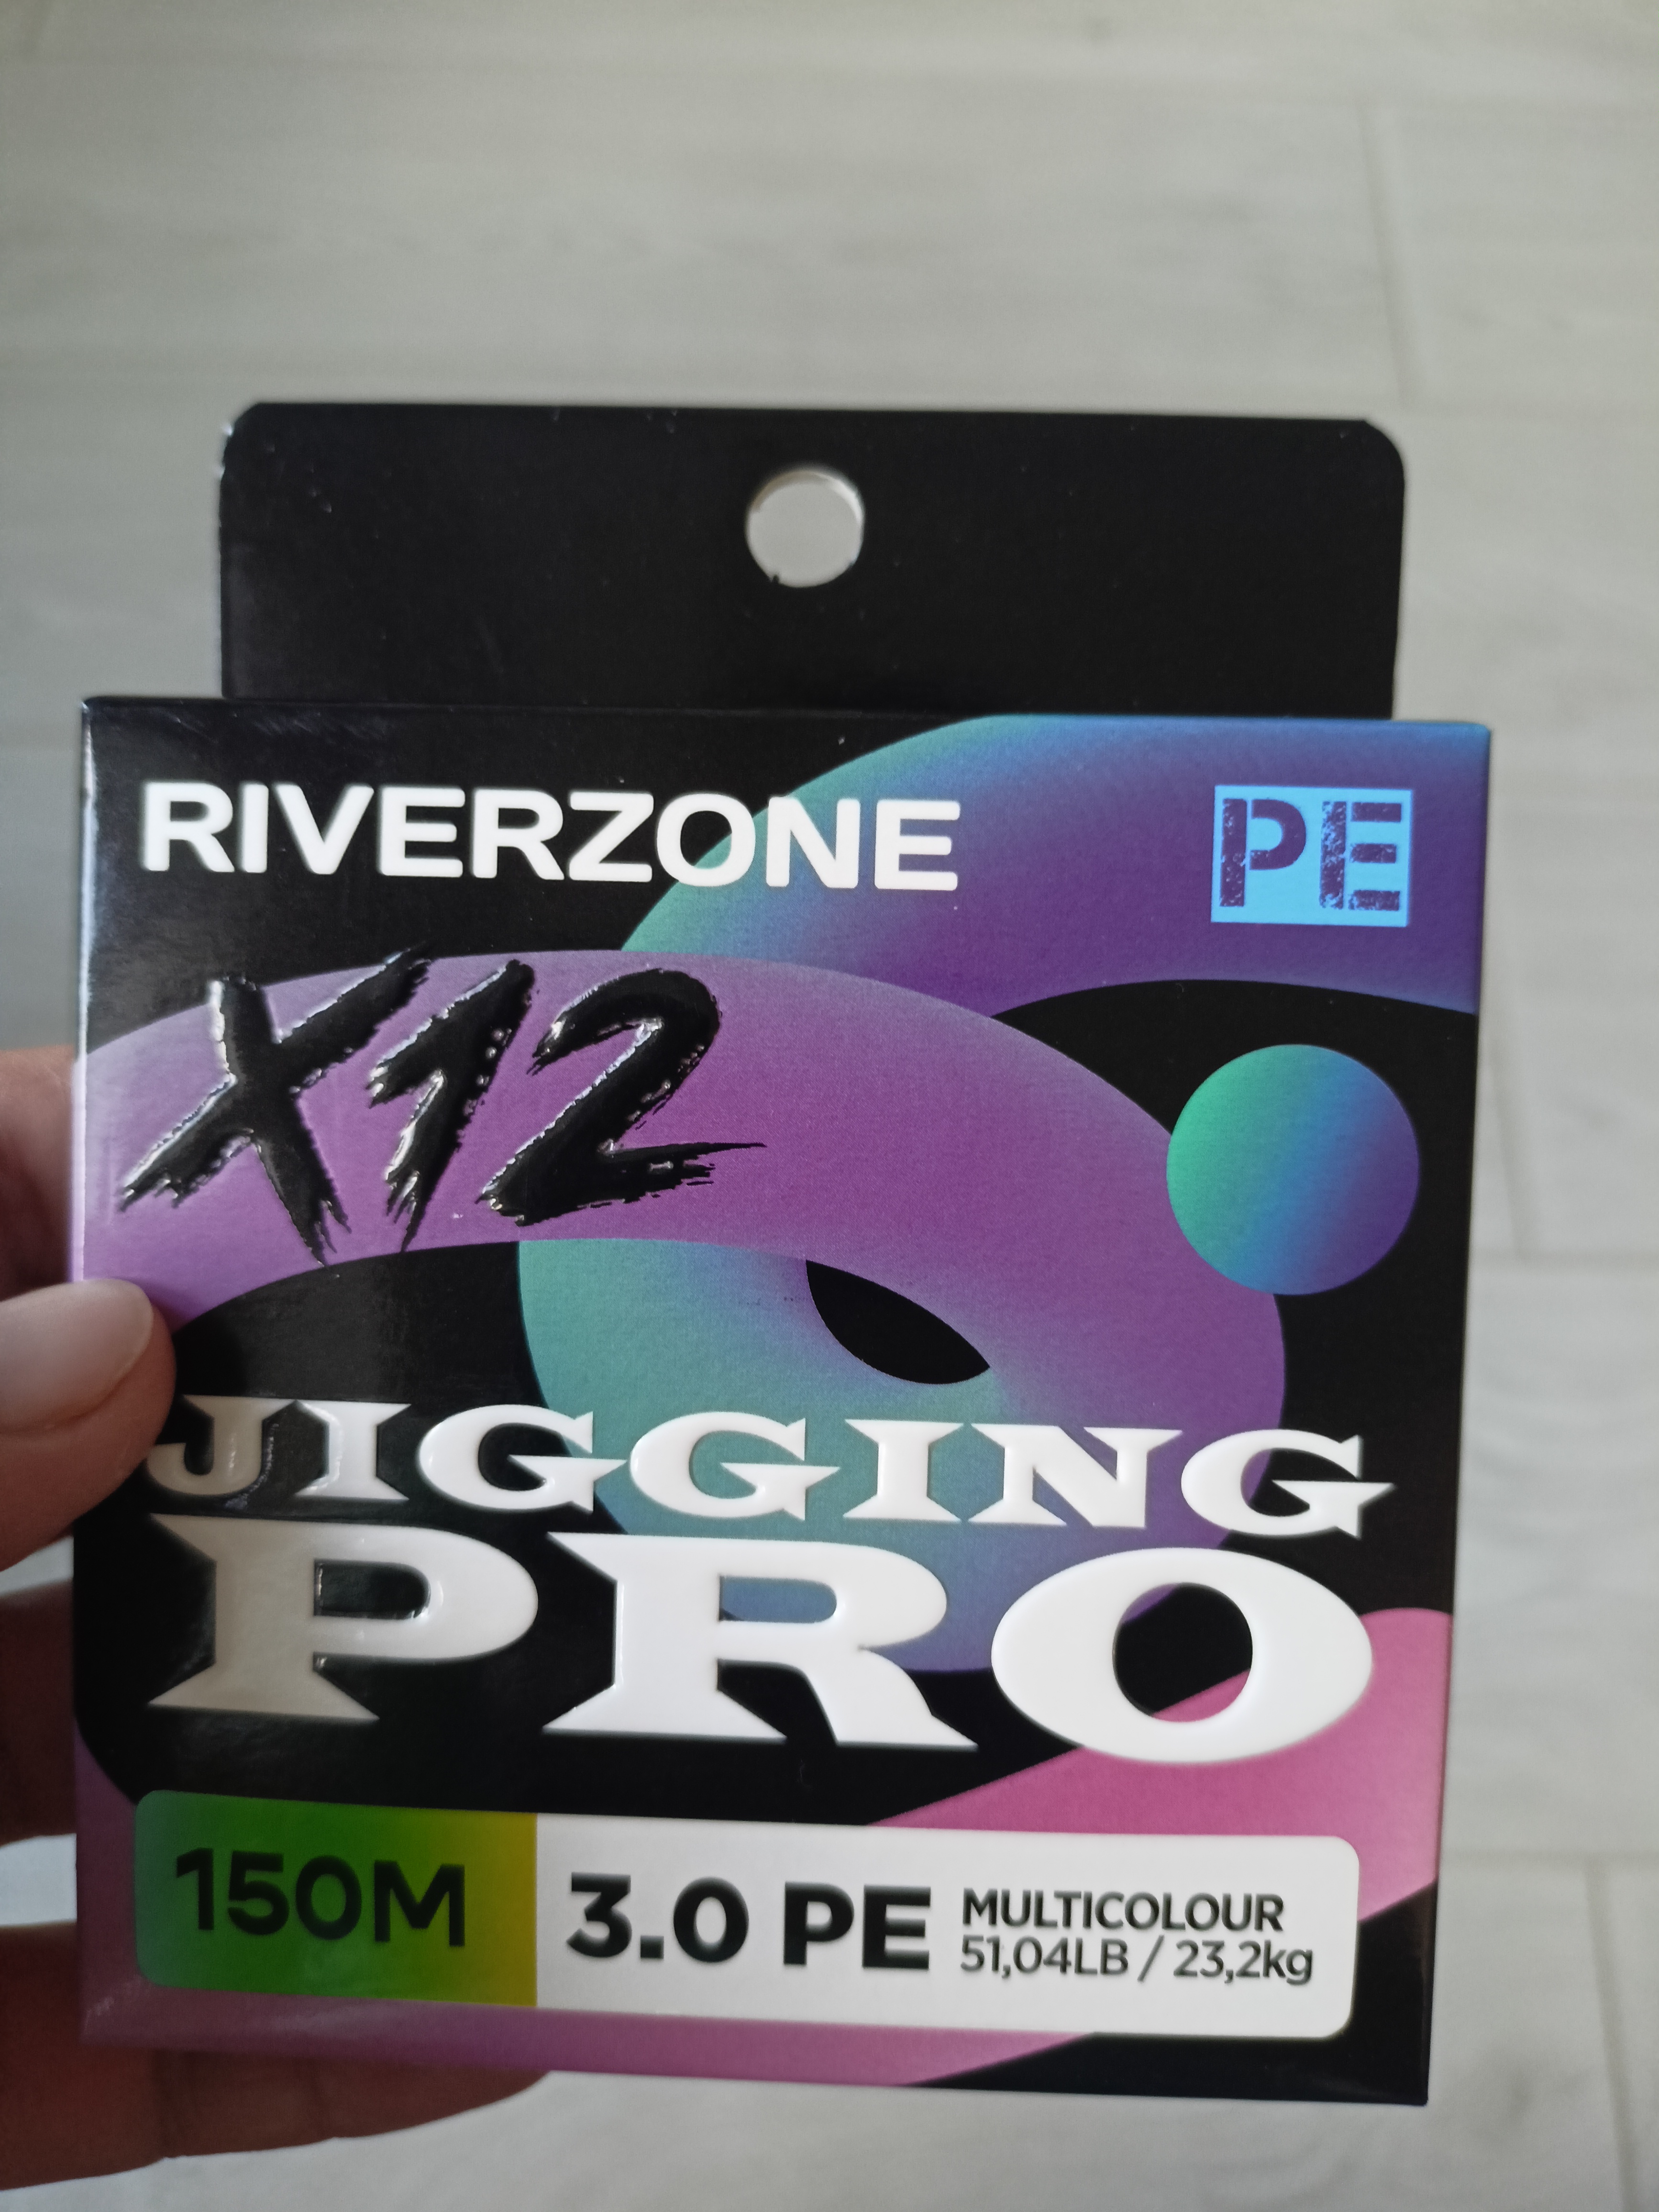 RIVERZONE
PE
X12
JIGGING
PRO
150M
3.0 PE
MULTICOLOUR
51,04LB / 23,2kg